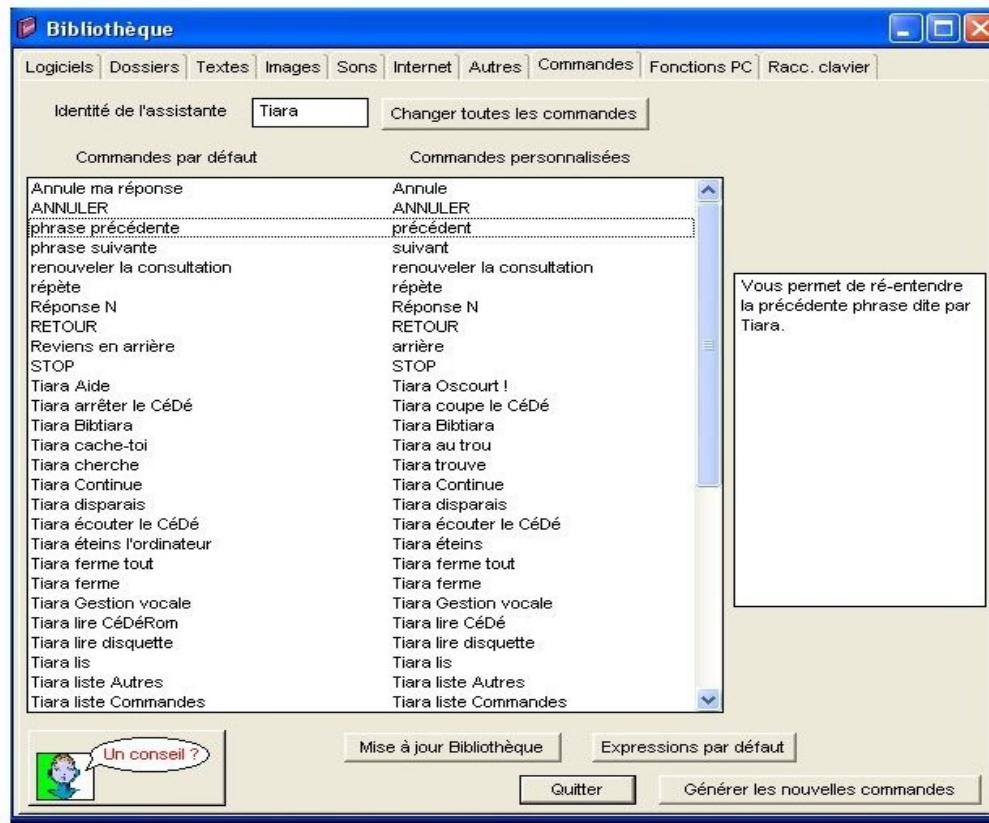 Bibliothèque
Logiciels Dossiers Textes Images Sons Internet Autres Commandes Fonctions PC Racc. clavier
Identité de l'assistante Tiara Changer toutes les commandes
Commandes par défaut Commandes personnalisées
Annule ma réponse Annule
ANNULER ANNULER
phrase précédente précédent
phrase suivante suivant
renouveler la consultation renouveler la consultation
répète répète
Réponse N Réponse N
RETOUR RETOUR
Reviens en arrière arrière
STOP STOP
Tiara Aide Tiara Oscourt !
Tiara arrêter le CéDé Tiara coupe le CéDé
Tiara Bibtiara Tiara Bibtiara
Tiara cache-toi Tiara au trou
Tiara cherche Tiara trouve
Tiara Continue Tiara Continue
Tiara disparais Tiara disparais
Tiara écouter le CéDé Tiara écouter le CéDé
Tiara éteins l'ordinateur Tiara éteins
Tiara ferme tout Tiara ferme tout
Tiara ferme Tiara ferme
Tiara Gestion vocale Tiara Gestion vocale
Tiara lire CéDéRom Tiara lire CéDé
Tiara lire disquette Tiara lire disquette
Tiara lis Tiara lis
Tiara liste Autres Tiara liste Autres
Tiara liste Commandes Tiara liste Commandes
Vous permet de ré-entendre
la précédente phrase dite par
Tiara.
Un conseil ?
Mise à jour Bibliothèque Expressions par défaut
Quitter Générer les nouvelles commandes